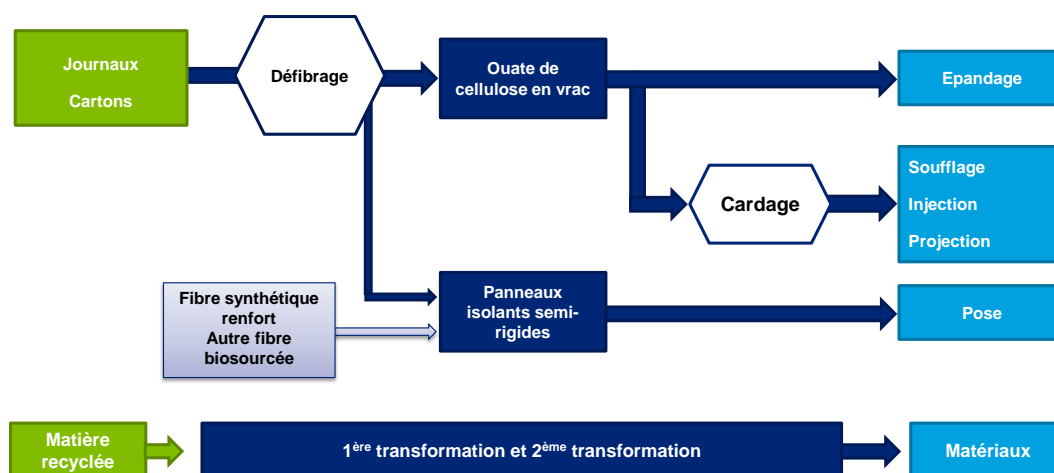 Journaux
Cartons
Défibrage
Ouate de
cellulose en vrac
Epandage
Cardage
Soufflage
Injection
Projection
Fibre synthétique
renfort
Autre fibre
biosourcée
Panneaux
isolants semi-
rigides
Pose
Matière
recyclée
1ère transformation et 2ème transformation
Matériaux